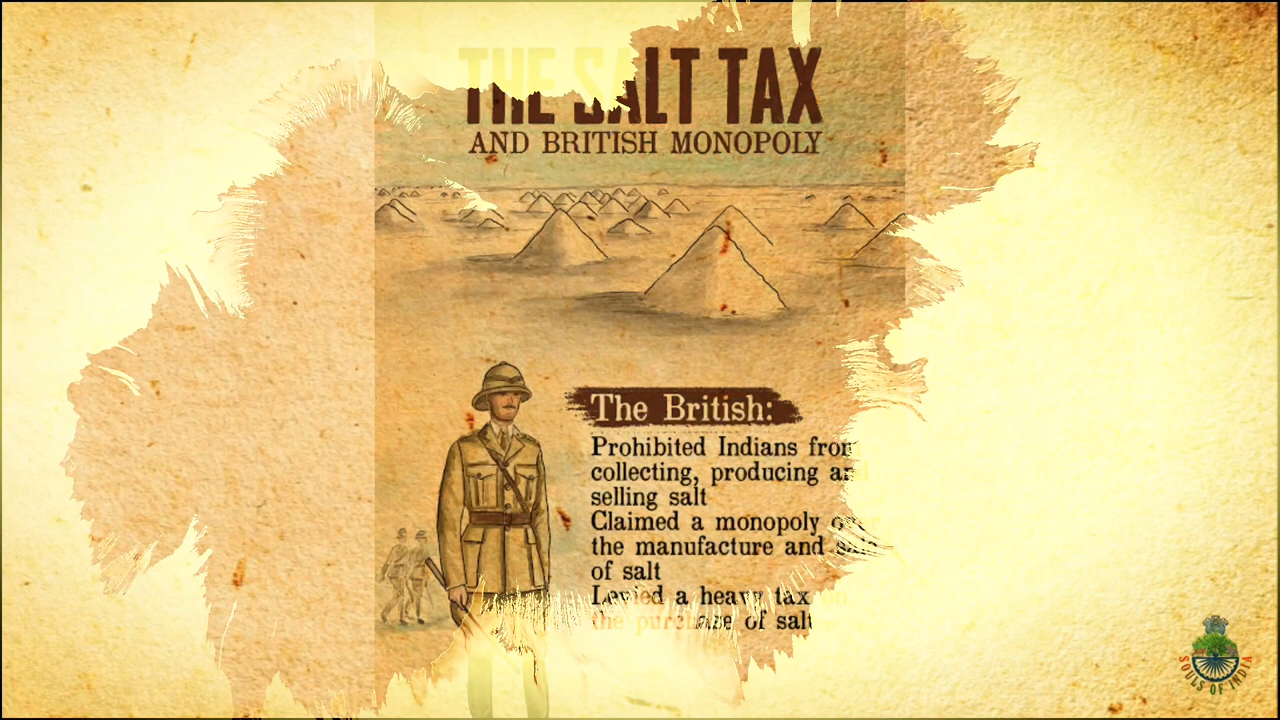 THE SALT TAX
AND BRITISH MONOPOLY
The British:
Prohibited Indians from
collecting, producing and
selling salt
Claimed a monopoly over
the manufacture and sale
of salt
Levied a heavy tax on
the purchase of salt
SOULS OF INDIA